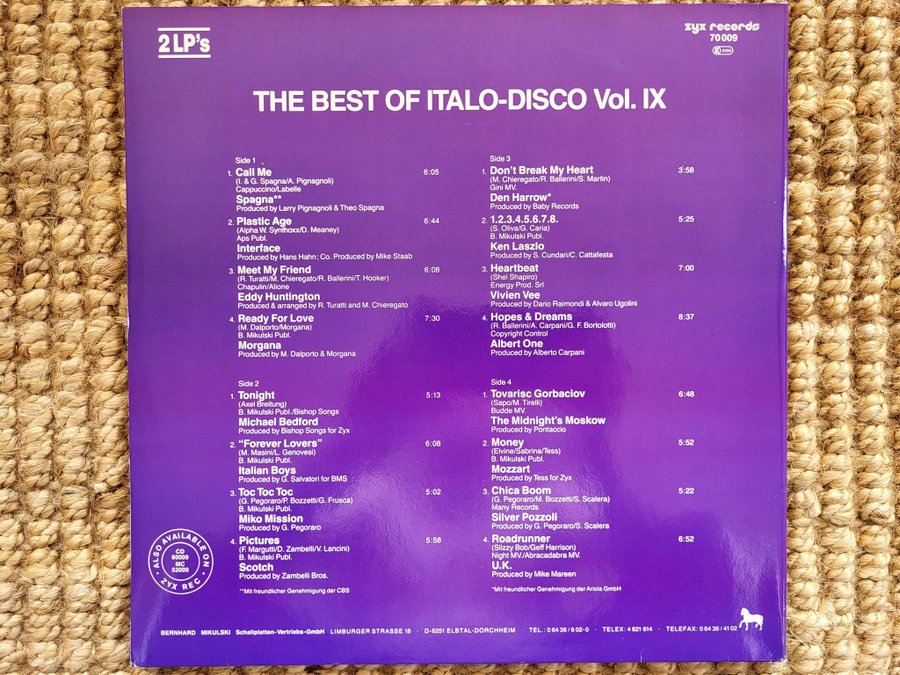 2 LP's
zyx records
70 009
THE BEST OF ITALO-DISCO Vol. IX
Side 1
1. Call Me 6:05
(I. & G. Spagna/A. Pignagnoli)
Cappuccino/Labelle
Spagna**
Produced by Larry Pignagnoli & Theo Spagna
2. Plastic Age 6:44
(Alpha W. Synthoxx/D. Meaney)
Aps Publ.
Interface
Produced by Hans Hahn; Co. Produced by Mike Staab
3. Meet My Friend 6:08
(R. Turatti/M. Chieregato/R. Ballerini/T. Hooker)
Chapulin/Alione
Eddy Huntington
Produced & arranged by R. Turatti and M. Chieregato
4. Ready For Love 7:30
(M. Dalporto/Morgana)
B. Mikulski Publ.
Morgana
Produced by M. Dalporto & Morgana
Side 2
1. Tonight 5:13
(Axel Breitung)
B. Mikulski Publ./Bishop Songs
Michael Bedford
Produced by Bishop Songs for Zyx
2. "Forever Lovers" 6:08
(M. Masini/L. Genovesi)
B. Mikulski Publ.
Italian Boys
Produced by G. Salvatori for BMS
3. Toc Toc Toc 5:02
(G. Pegoraro/P. Bozzetti/G. Frusca)
B. Mikulski Publ.
Miko Mission
Produced by G. Pegoraro
4. Pictures 5:58
(F. Margutti/D. Zambelli/V. Lancini)
B. Mikulski Publ.
Scotch
Produced by Zambelli Bros.
**Mit freundlicher Genehmigung der CBS
Side 3
1. Don't Break My Heart 3:58
(M. Chieregato/R. Ballerini/S. Martin)
Gini MV.
Den Harrow*
Produced by Baby Records
2. 1.2.3.4.5.6.7.8. 5:25
(S. Oliva/G. Caria)
B. Mikulski Publ.
Ken Laszlo
Produced by S. Cundari/C. Cattafesta
3. Heartbeat 7:00
(Shel Shapiro)
Energy Prod. Srl
Vivien Vee
Produced by Dario Raimondi & Alvaro Ugolini
4. Hopes & Dreams 8:37
(R. Ballerini/A. Carpani/G. F. Bortolotti)
Copyright Control
Albert One
Produced by Alberto Carpani
Side 4
1. Tovarisc Gorbaciov 6:48
(Sapo/M. Tirelli)
Budde MV.
The Midnight's Moskow
Produced by Pontaccio
2. Money 5:52
(Elvine/Sabrina/Tess)
B. Mikulski Publ.
Mozzart
Produced by Tess for Zyx
3. Chica Boom 5:22
(G. Pegoraro/M. Bozzetti/S. Scalera)
Many Records
Silver Pozzoli
Produced by G. Pegoraro/S. Scalera
4. Roadrunner 6:52
(Slizzy Bob/Geff Harrison)
Night MV./Abracadabra MV.
U.K.
Produced by Mike Mareen
*Mit freundlicher Genehmigung der Ariola GmbH
ALSO AVAILABLE ON
CD
80009
MC
52009
ZYX REC
BERNHARD MIKULSKI Schallplatten-Vertriebs-GmbH LIMBURGER STRASSE 18 · D-6251 ELBTAL-DORCHHEIM · TEL.: 0 64 36 / 6 02-0 · TELEX: 4 821 614 · TELEFAX: 0 64 36 / 41 02